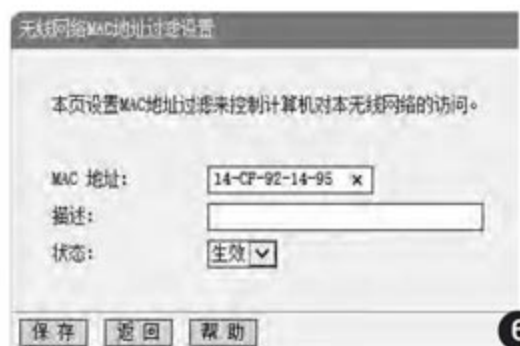 无线网络MAC地址过滤设置
本页设置MAC地址过滤来控制计算机对本无线网络的访问。
MAC 地址: 14-CF-92-14-95 x
描述:
状态: 生效
保存 返回 帮助
6